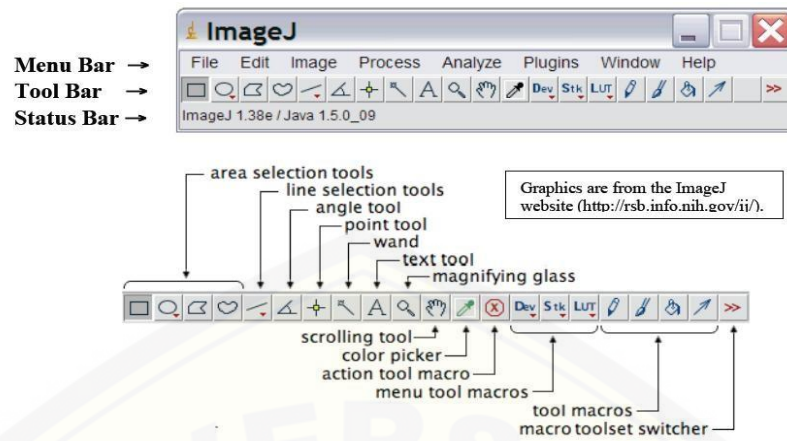 ImageJ
Menu Bar → File Edit Image Process Analyze Plugins Window Help
Tool Bar → A Dev Stk LUT >>
Status Bar → ImageJ 1.38e / Java 1.5.0_09
area selection tools
line selection tools
angle tool
point tool
wand
text tool
magnifying glass
Graphics are from the ImageJ
website (http://rsb.info.nih.gov/ij/).
A Dev Stk LUT >>
scrolling tool
color picker
action tool macro
menu tool macros
tool macros
macro toolset switcher